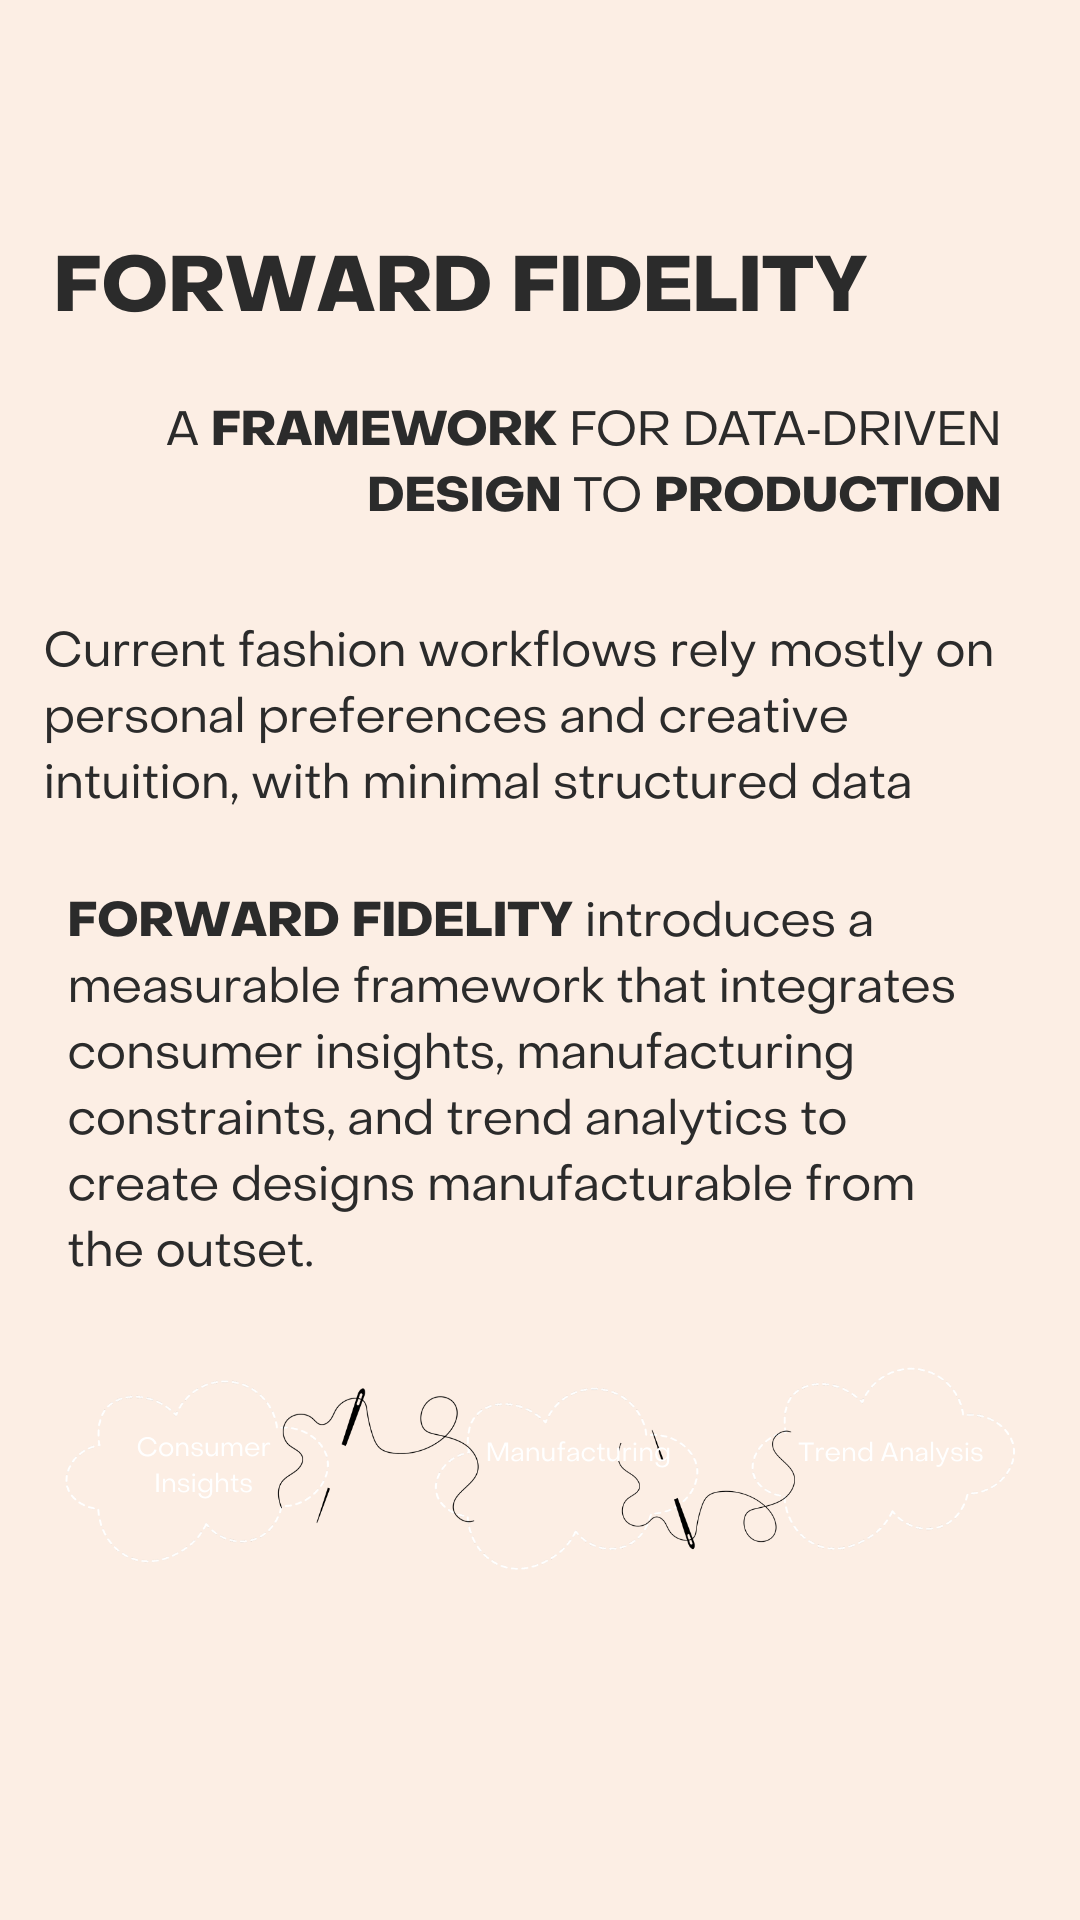 FORWARD FIDELITY
A FRAMEWORK FOR DATA-DRIVEN
DESIGN TO PRODUCTION
Current fashion workflows rely mostly on
personal preferences and creative
intuition, with minimal structured data
FORWARD FIDELITY introduces a
measurable framework that integrates
consumer insights, manufacturing
constraints, and trend analytics to
create designs manufacturable from
the outset.
Consumer
Insights
Manufacturing
Trend Analysis